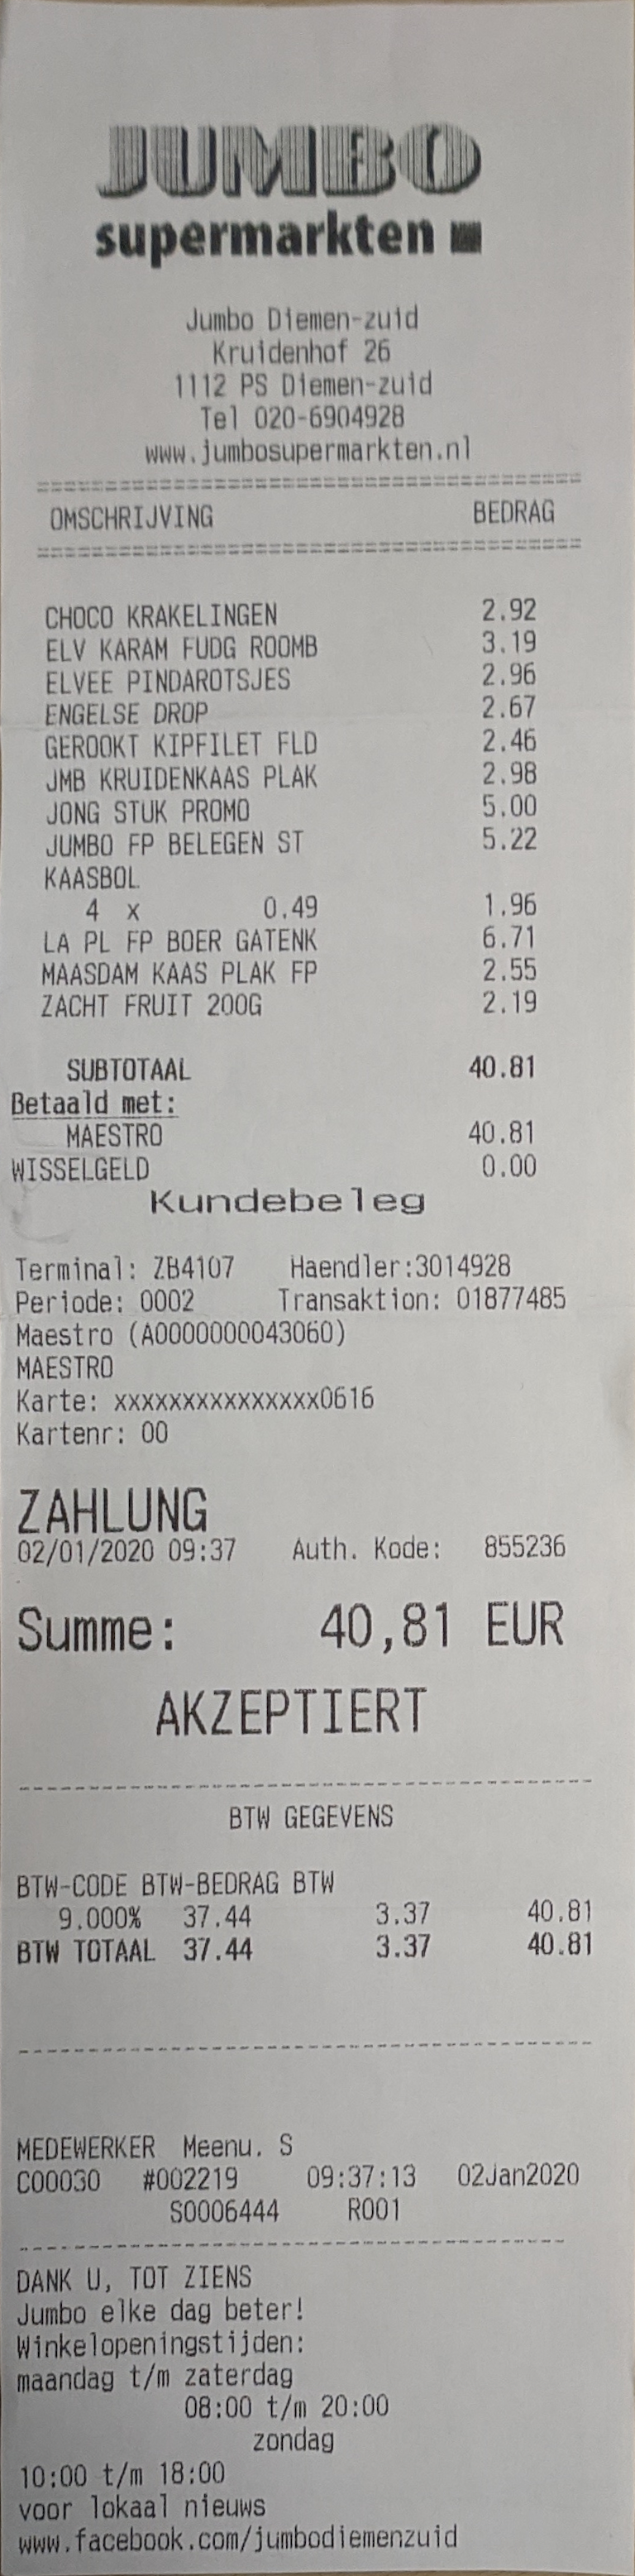 JUMBO
supermarkten
Jumbo Diemen-zuid
Kruidenhof 26
1112 PS Diemen-zuid
Tel 020-6904928
www.jumbosupermarkten.nl
OMSCHRIJVING BEDRAG
CHOCO KRAKELINGEN 2.92
ELV KARAM FUDG ROOMB 3.19
ELVEE PINDAROTSJES 2.96
ENGELSE DROP 2.67
GEROOKT KIPFILET FLD 2.46
JMB KRUIDENKAAS PLAK 2.98
JONG STUK PROMO 5.00
JUMBO FP BELEGEN ST 5.22
KAASBOL
4 x 0.49 1.96
LA PL FP BOER GATENK 6.71
MAASDAM KAAS PLAK FP 2.55
ZACHT FRUIT 200G 2.19
SUBTOTAAL 40.81
Betaald met:
MAESTRO 40.81
WISSELGELD 0.00
Kundebeleg
Terminal: ZB4107 Haendler:3014928
Periode: 0002 Transaktion: 01877485
Maestro (A0000000043060)
MAESTRO
Karte: xxxxxxxxxxxxxxx0616
Kartenr: 00
ZAHLUNG
02/01/2020 09:37 Auth. Kode: 855236
Summe: 40,81 EUR
AKZEPTIERT
BTW GEGEVENS
BTW-CODE BTW-BEDRAG BTW
9.000% 37.44 3.37 40.81
BTW TOTAAL 37.44 3.37 40.81
MEDEWERKER Meenu. S
C00030 #002219 09:37:13 02Jan2020
S0006444 R001
DANK U, TOT ZIENS
Jumbo elke dag beter!
Winkelopeningstijden:
maandag t/m zaterdag
08:00 t/m 20:00
zondag
10:00 t/m 18:00
voor lokaal nieuws
www.facebook.com/jumbodiemenzuid